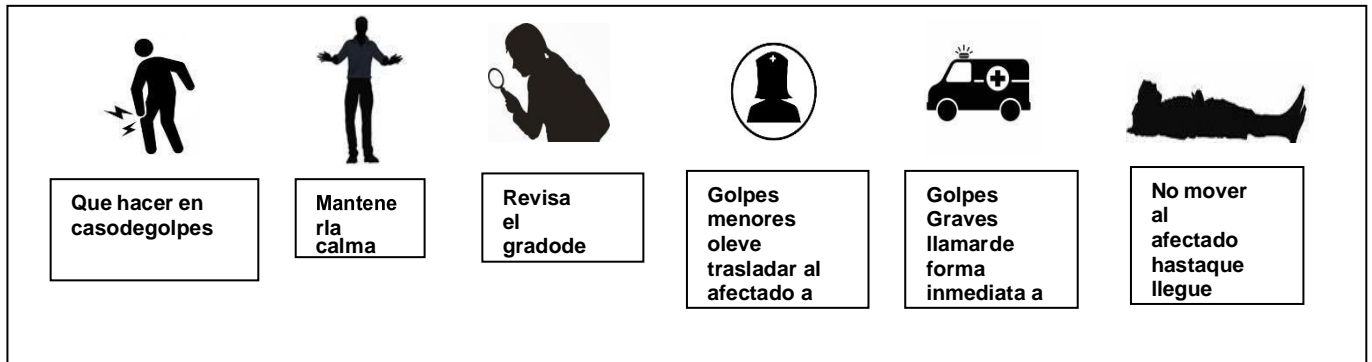 Que hacer en
casodegolpes
Mantene
rla
calma
Revisa
el
gradode
Golpes
menores
oleve
trasladar al
afectado a
Golpes
Graves
llamarde
forma
inmediata a
No mover
al
afectado
hastaque
llegue